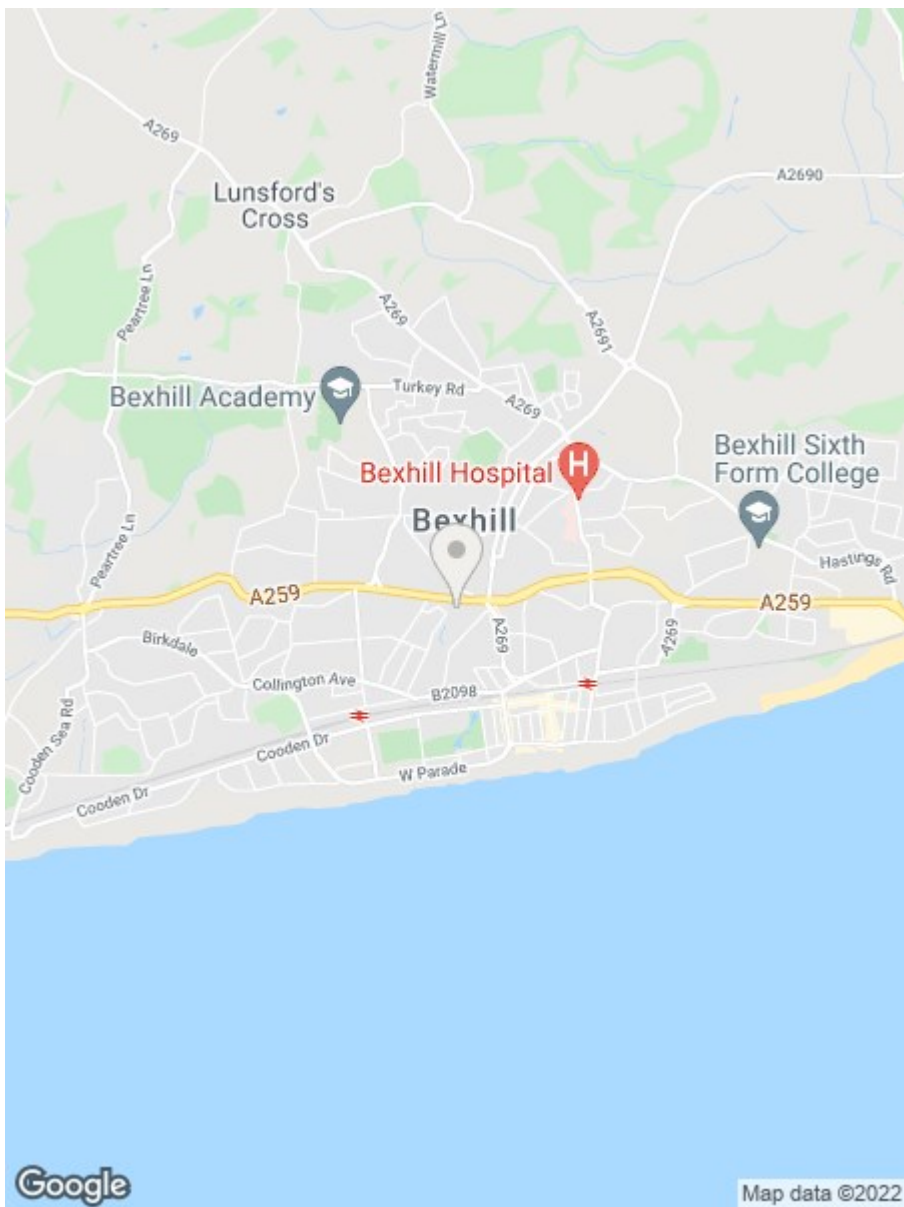 Watermill Ln
A269
A2690
Lunsford's
Cross
Peartree Ln
A269
A2691
Turkey Rd
A269
Bexhill Academy
Bexhill Sixth
Form College
Bexhill Hospital
H
Bexhill
Peartree Ln
Hastings Rd
A259
A259
Birkdale
A269
A269
Collington Ave
B2098
Cooden Sea Rd
Cooden Dr
W Parade
Cooden Dr
Google
Map data ©2022